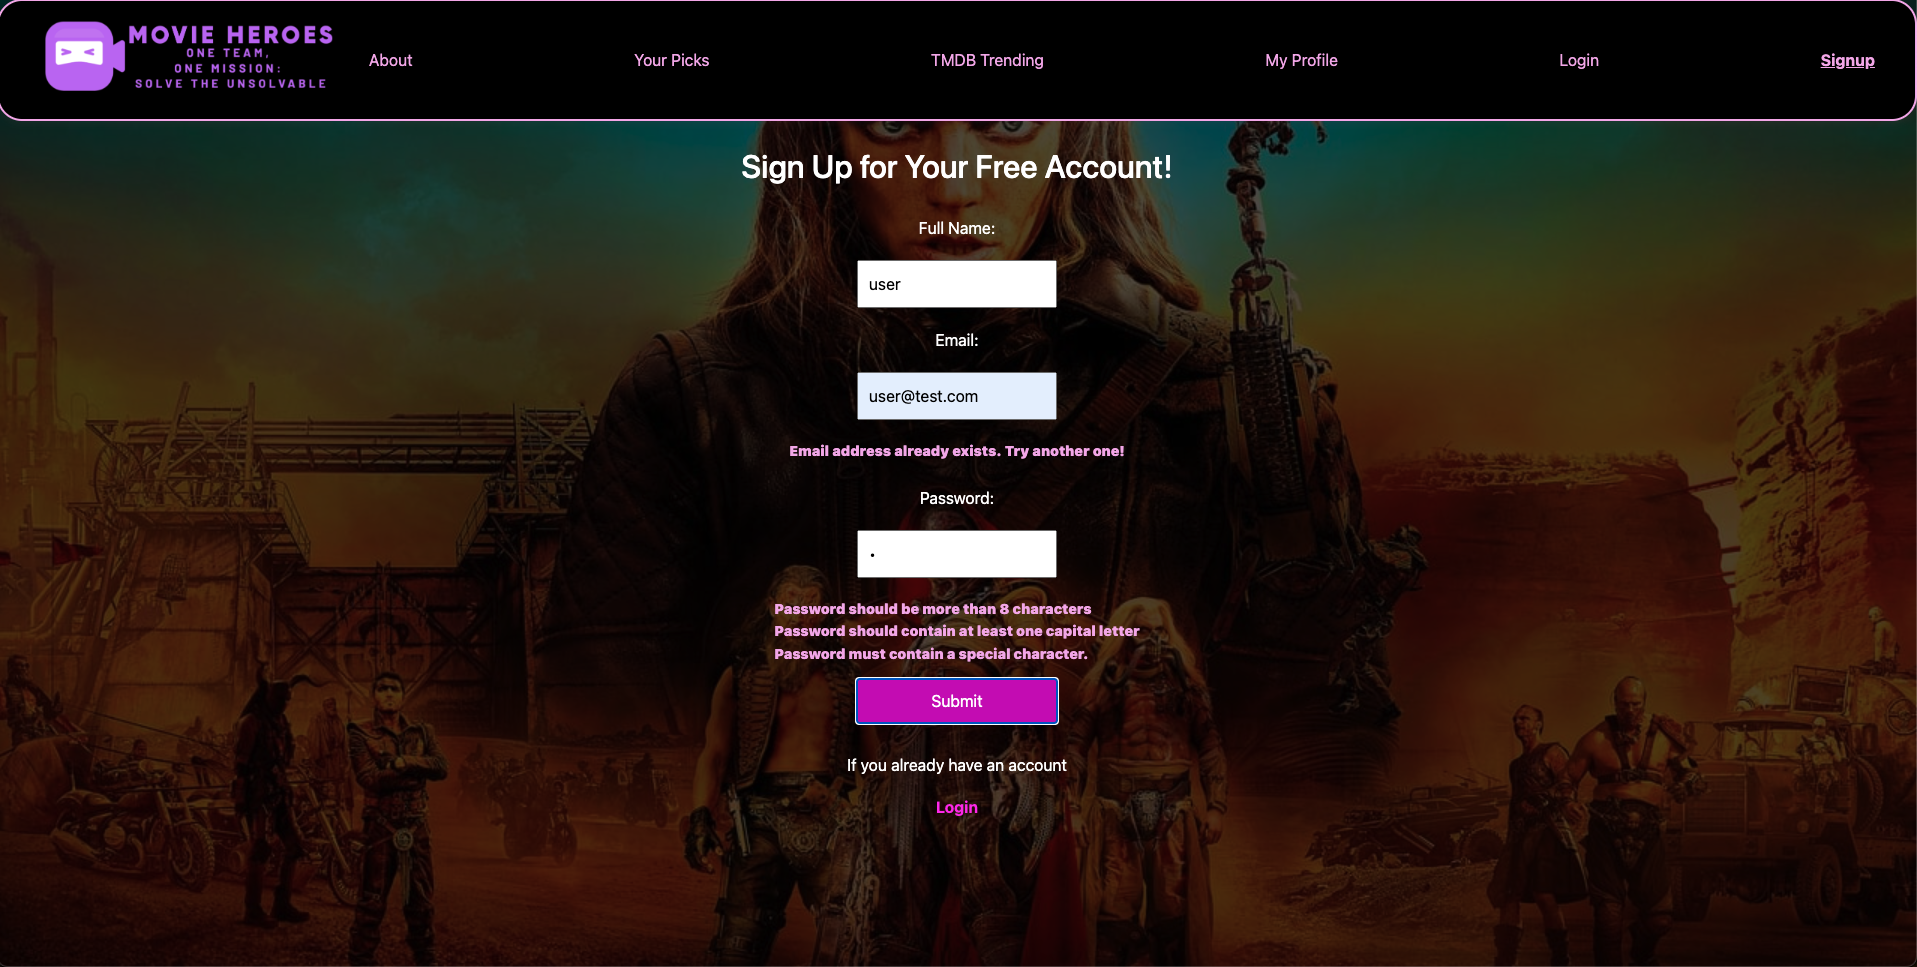 MOVIE HEROES
ONE TEAM,
ONE MISSION:
SOLVE THE UNSOLVABLE
About
Your Picks
TMDB Trending
My Profile
Login
Signup
Sign Up for Your Free Account!
Full Name:
user
Email:
user@test.com
Email address already exists. Try another one!
Password:
Password should be more than 8 characters
Password should contain at least one capital letter
Password must contain a special character.
Submit
If you already have an account
Login